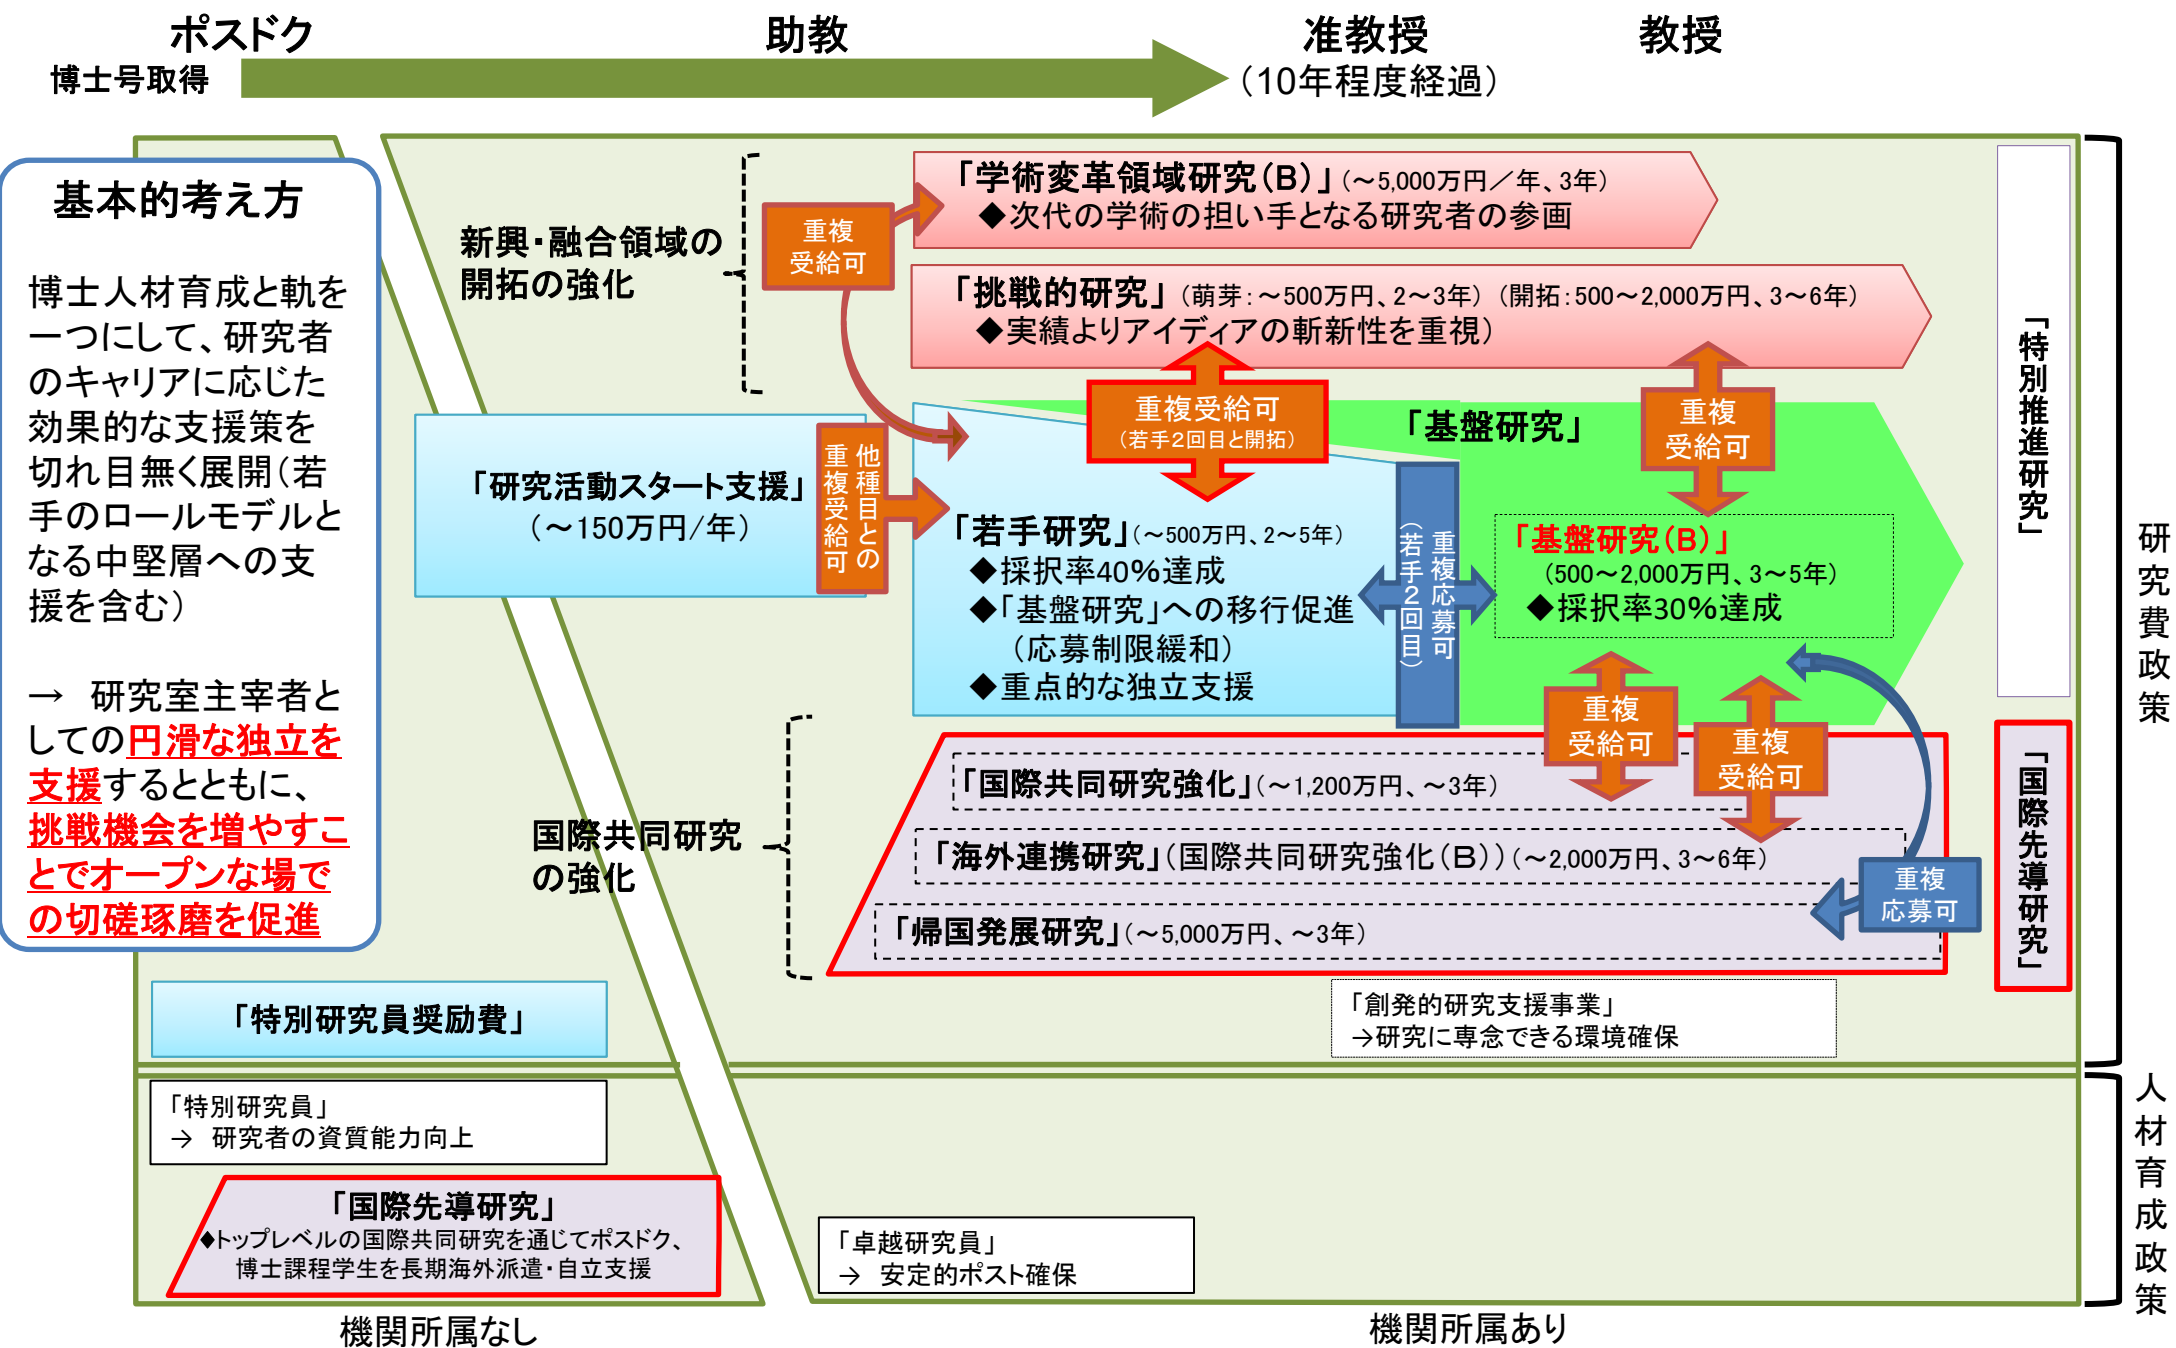 ポスドク
助教
准教授
教授
博士号取得
（10年程度経過）
基本的考え方
博士人材育成と軌を
一つにして、研究者
のキャリアに応じた
効果的な支援策を
切れ目無く展開（若
手のロールモデルと
なる中堅層への支
援を含む）
→ 研究室主宰者と
しての円滑な独立を
支援するとともに、
挑戦機会を増やすこ
とでオープンな場で
の切磋琢磨を促進
新興・融合領域の
開拓の強化
重複
受給可
「学術変革領域研究（B）」（～5,000万円／年、3年）
◆次代の学術の担い手となる研究者の参画
「挑戦的研究」（萌芽：～500万円、2～3年）（開拓：500～2,000万円、3～6年）
◆実績よりアイディアの斬新性を重視）
重複受給可
（若手２回目と開拓）
「基盤研究」
重複
受給可
「研究活動スタート支援」
（～150万円/年）
他種目との
重複受給可
「若手研究」（～500万円、2～5年）
◆採択率40%達成
◆「基盤研究」への移行促進
（応募制限緩和）
◆重点的な独立支援
重複応募可
（若手２回目）
「基盤研究（B）」
（500～2,000万円、3～5年）
◆採択率30%達成
重複
受給可
重複
受給可
国際共同研究
の強化
「国際共同研究強化」（～1,200万円、～3年）
「海外連携研究」（国際共同研究強化（B））（～2,000万円、3～6年）
「帰国発展研究」（～5,000万円、～3年）
重複
応募可
「特別推進研究」
「国際先導研究」
研究費政策
「特別研究員奨励費」
「創発的研究支援事業」
→研究に専念できる環境確保
「特別研究員」
→ 研究者の資質能力向上
「国際先導研究」
◆トップレベルの国際共同研究を通じてポスドク、
博士課程学生を長期海外派遣・自立支援
「卓越研究員」
→ 安定的ポスト確保
人材育成政策
機関所属なし
機関所属あり